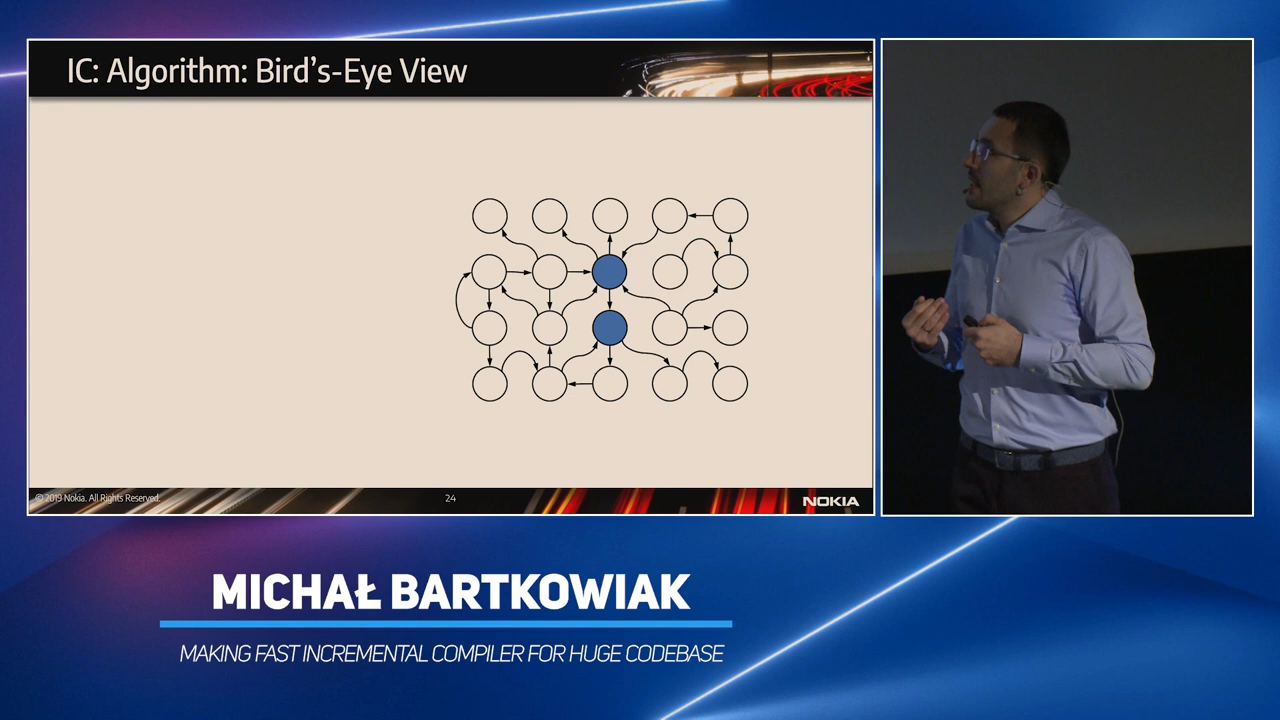 IC: Algorithm: Bird's-Eye View
© 2019 Nokia. All Rights Reserved.
24
NOKIA
MICHAŁ BARTKOWIAK
MAKING FAST INCREMENTAL COMPILER FOR HUGE CODEBASE